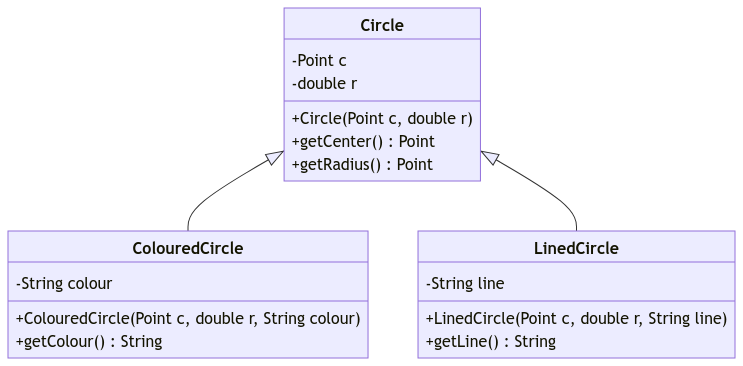 Circle
-Point c
-double r
+Circle(Point c, double r)
+getCenter() : Point
+getRadius() : Point
ColouredCircle
-String colour
+ColouredCircle(Point c, double r, String colour)
+getColour() : String
LinedCircle
-String line
+LinedCircle(Point c, double r, String line)
+getLine() : String